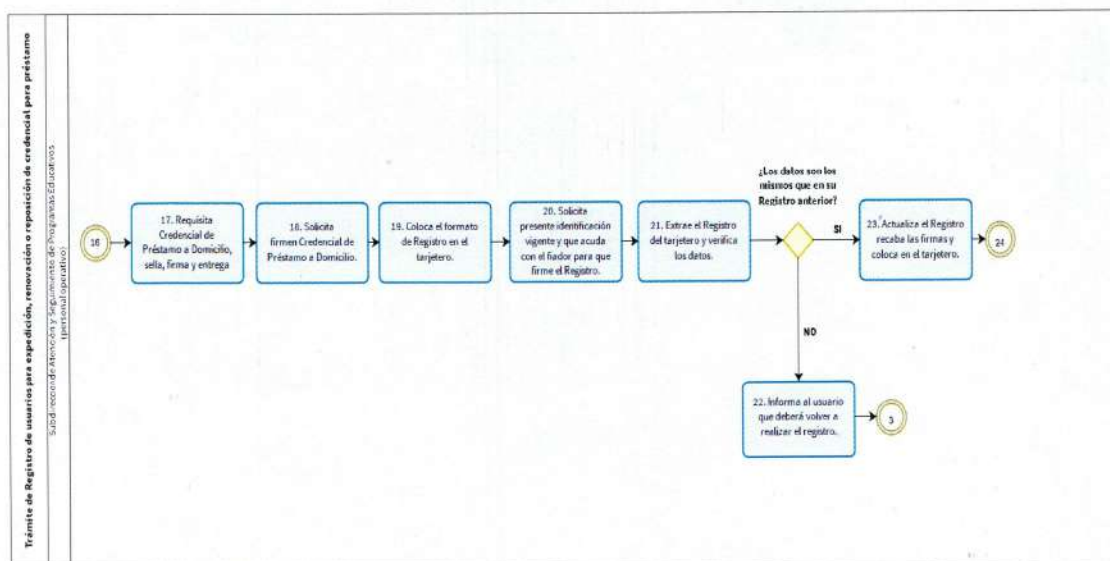 Trámite de Registro de usuarios para expedición, renovación o reposición de credencial para préstamo
Subdirección de Atención y Seguimiento de Programas Educativos
(personal operativo)
16
17. Requisita
Credencial de
Préstamo a Domicilio,
sella, firma y entrega
18. Solicita
firmen Credencial de
Préstamo a Domicilio.
19. Coloca el formato
de Registro en el
tarjetero.
20. Solicita
presente identificación
vigente y que acuda
con el fiador para que
firme el Registro.
21. Extrae el Registro
del tarjetero y verifica
los datos.
¿Los datos son los
mismos que en su
Registro anterior?
SI
23. Actualiza el Registro
recaba las firmas y
coloca en el tarjetero.
24
NO
22. Informa al usuario
que deberá volver a
realizar el registro.
3